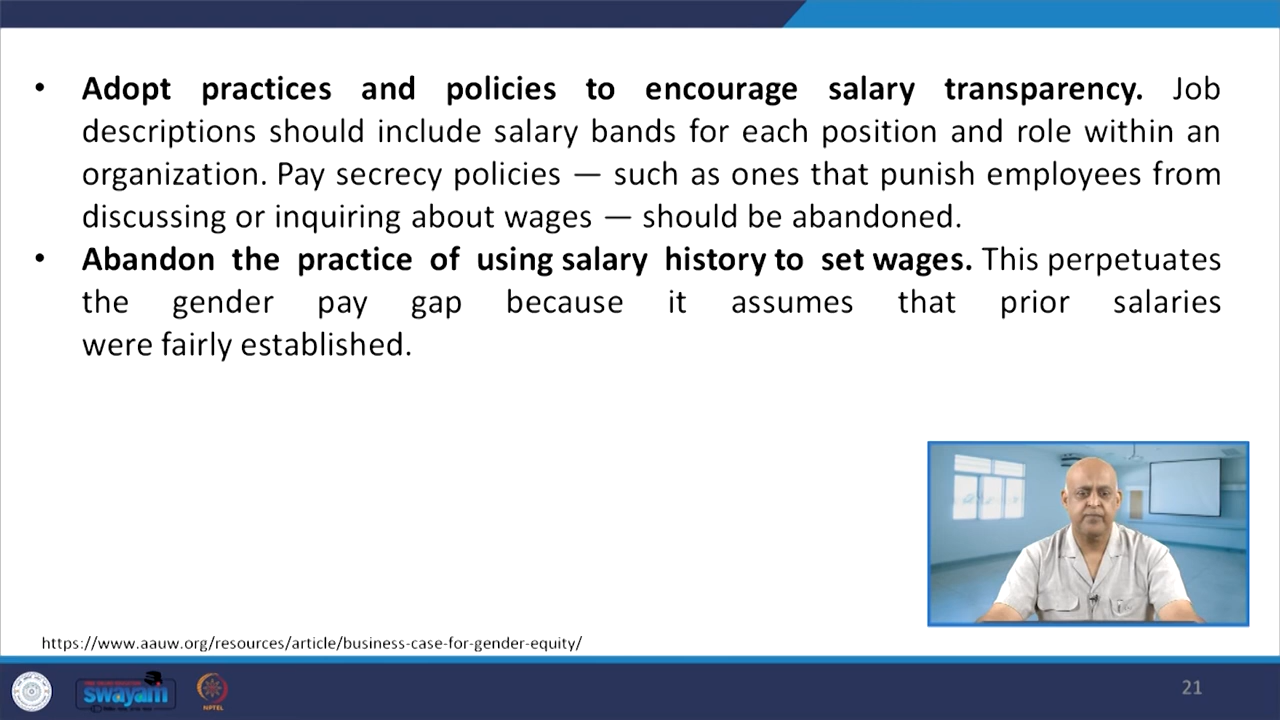 • Adopt practices and policies to encourage salary transparency. Job
descriptions should include salary bands for each position and role within an
organization. Pay secrecy policies — such as ones that punish employees from
discussing or inquiring about wages — should be abandoned.
• Abandon the practice of using salary history to set wages. This perpetuates
the gender pay gap because it assumes that prior salaries
were fairly established.
https://www.aauw.org/resources/article/business-case-for-gender-equity/
swayam
NPTEL
21